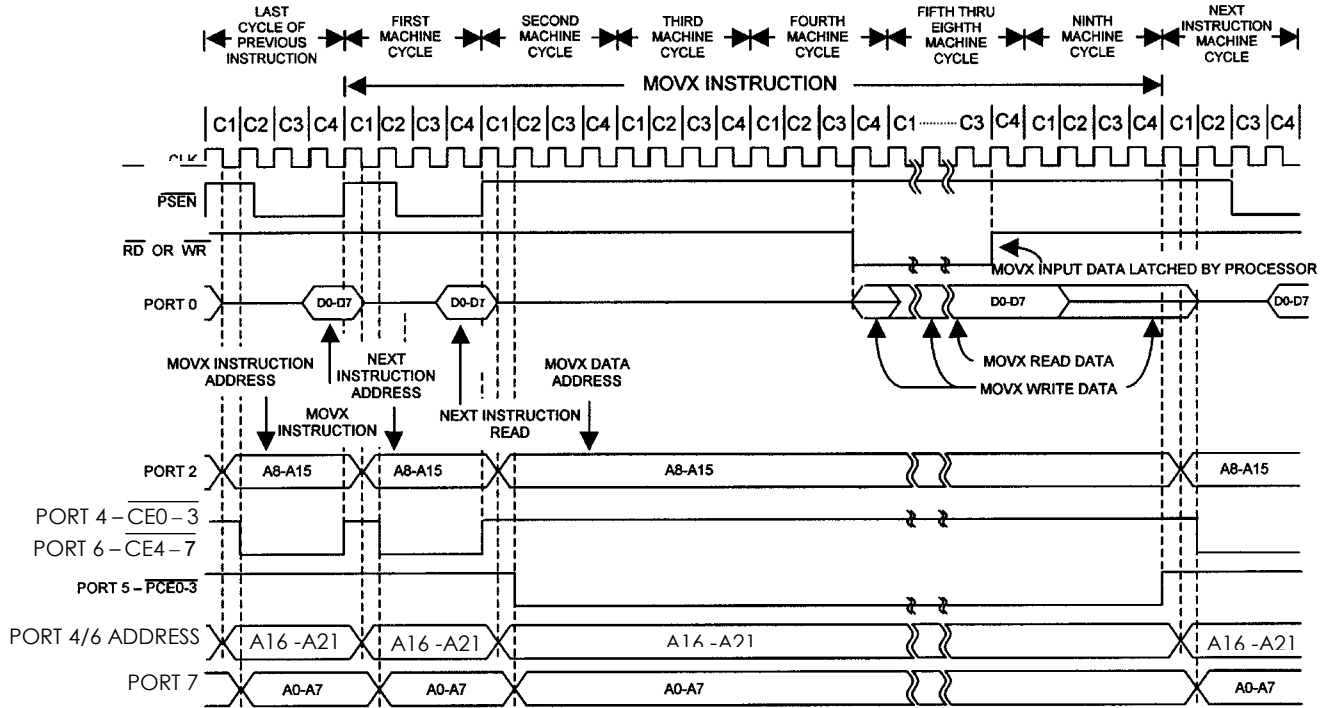 LAST CYCLE OF PREVIOUS INSTRUCTION
FIRST MACHINE CYCLE
SECOND MACHINE CYCLE
THIRD MACHINE CYCLE
FOURTH MACHINE CYCLE
FIFTH THRU EIGHTH MACHINE CYCLE
NINTH MACHINE CYCLE
NEXT INSTRUCTION MACHINE CYCLE
MOVX INSTRUCTION
C1 C2 C3 C4 C1 C2 C3 C4 C1 C2 C3 C4 C1 C2 C3 C4 C1 C2 C3 C4 C1 C3 C4 C1 C2 C3 C4 C1 C2 C3 C4
CLK
PSEN
RD OR WR
MOVX INPUT DATA LATCHED BY PROCESSOR
PORT 0
D0-D7
D0-D7
D0-D7
D0-D7
MOVX INSTRUCTION ADDRESS
NEXT INSTRUCTION ADDRESS
MOVX DATA ADDRESS
MOVX READ DATA
MOVX WRITE DATA
MOVX INSTRUCTION
NEXT INSTRUCTION READ
PORT 2
A8-A15
A8-A15
A8-A15
A8-A15
PORT 4 – CE0 – 3
PORT 6 – CE4 – 7
PORT 5 – PCE0-3
PORT 4/6 ADDRESS
A16 -A21
A16 -A21
A16 -A21
A16 -A21
PORT 7
A0-A7
A0-A7
A0-A7
A0-A7